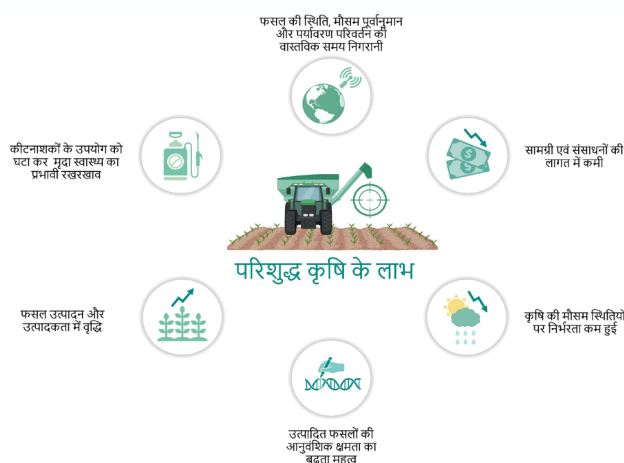 फसल की स्थिति, मौसम पूर्वानुमान
और पर्यावरण परिवर्तन की
वास्तविक समय निगरानी
कीटनाशकों के उपयोग को
घटा कर मृदा स्वास्थ्य का
प्रभावी रखरखाव
सामग्री एवं संसाधनों की
लागत में कमी
परिशुद्ध कृषि के लाभ
फसल उत्पादन और
उत्पादकता में वृद्धि
कृषि की मौसम स्थितियों
पर निर्भरता कम हुई
उत्पादित फसलों की
आनुवंशिक क्षमता का
बढ़ता महत्व